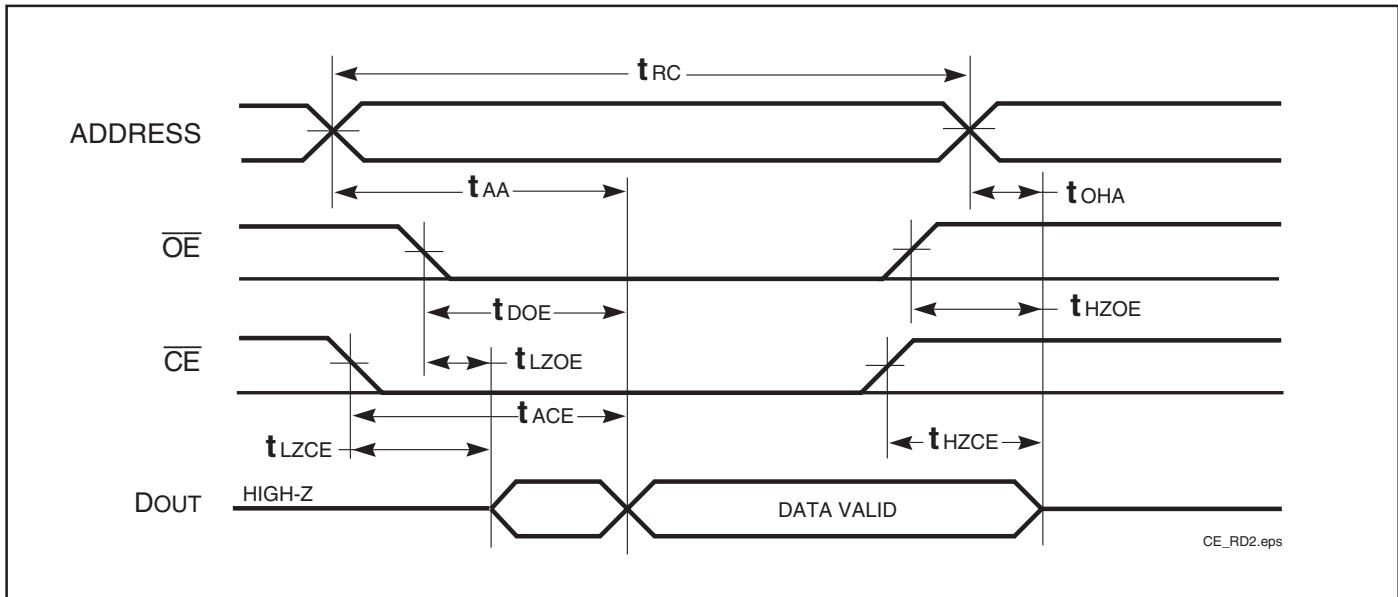 tRC
ADDRESS
tAA
tOHA
OE
tDOE
tHZOE
CE
tLZOE
tACE
tLZCE
tHZCE
DOUT
HIGH-Z
DATA VALID
CE_RD2.eps